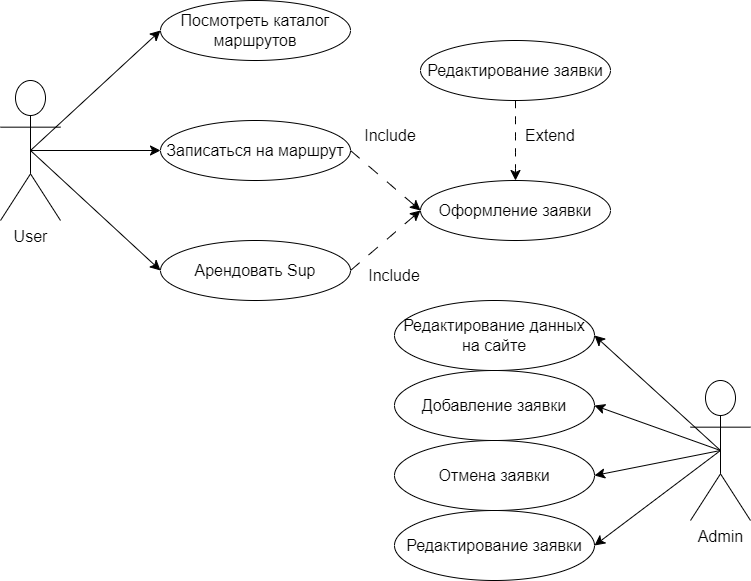 Посмотреть каталог
маршрутов
Редактирование заявки
Include
Extend
Записаться на маршрут
Оформление заявки
User
Арендовать Sup
Include
Редактирование данных
на сайте
Добавление заявки
Отмена заявки
Admin
Редактирование заявки